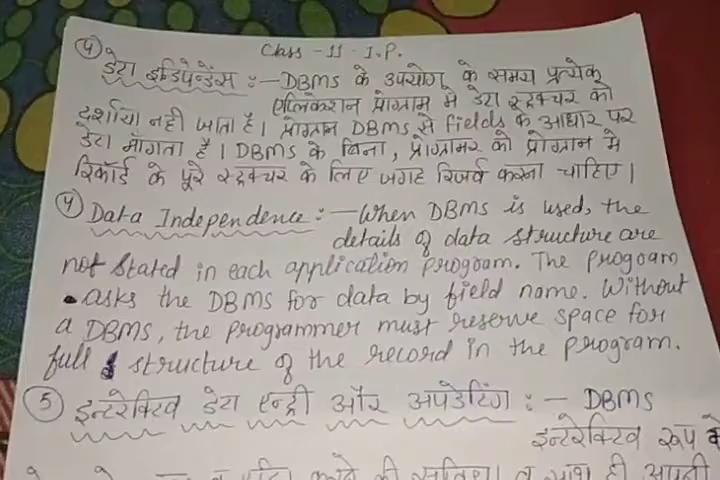 Class - 11 - I.P.
④ डेटा इंडिपेन्डेंस :- DBMS के उपयोग के समय प्रत्येक
एप्लिकेशन प्रोग्राम में डेटा स्ट्रक्चर को
दर्शाया नहीं जाता है। प्रोग्राम DBMS से Fields के आधार पर
डेटा माँगता है। DBMS के बिना, प्रोग्रामर को प्रोग्राम में
रिकॉर्ड के पूरे स्ट्रक्चर के लिए जगह रिजर्व करना चाहिए।
④ Data Independence :- When DBMS is used, the
details of data structure are
not stated in each application program. The program
asks the DBMS for data by field name. Without
a DBMS, the programmer must reserve space for
full structure of the record in the program.
⑤ इन्टरेक्टिव डेटा एन्ट्री और अपडेटिंग :- DBMS
इन्टरेक्टिव रूप के